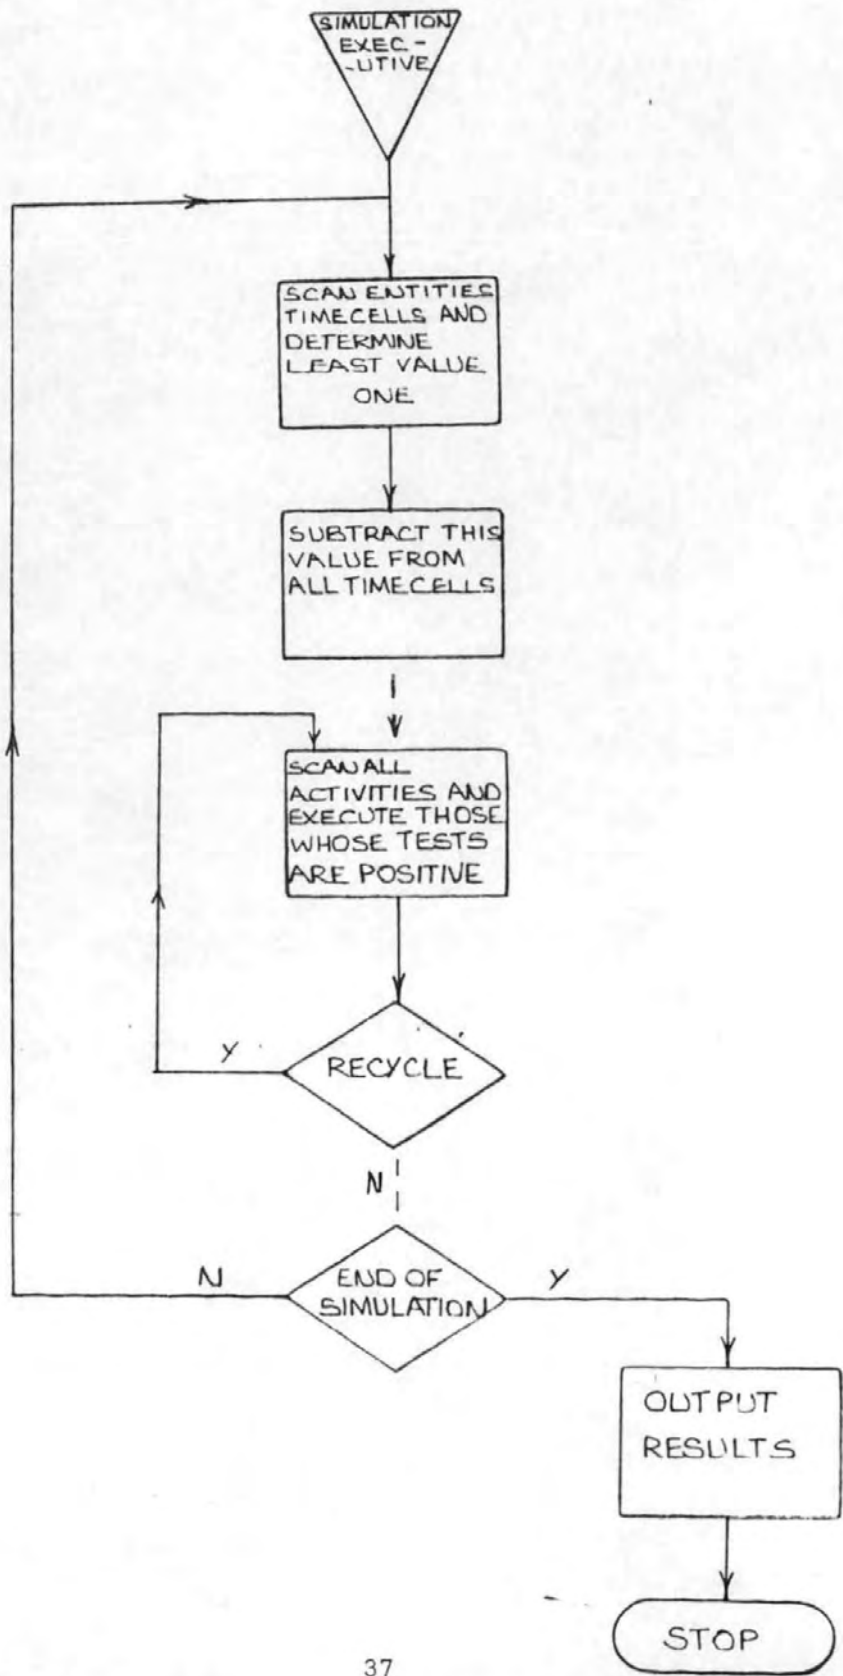 SIMULATION
EXEC-
-UTIVE
SCAN ENTITIES
TIMECELLS AND
DETERMINE
LEAST VALUE
ONE
SUBTRACT THIS
VALUE FROM
ALL TIMECELLS
SCAN ALL
ACTIVITIES AND
EXECUTE THOSE
WHOSE TESTS
ARE POSITIVE
Y
RECYCLE
N
N
END OF
SIMULATION
Y
OUTPUT
RESULTS
STOP
37